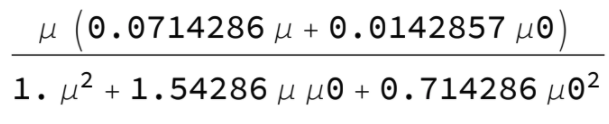 μ (0.0714286 μ + 0.0142857 μ0)
1. μ² + 1.54286 μ μ0 + 0.714286 μ0²